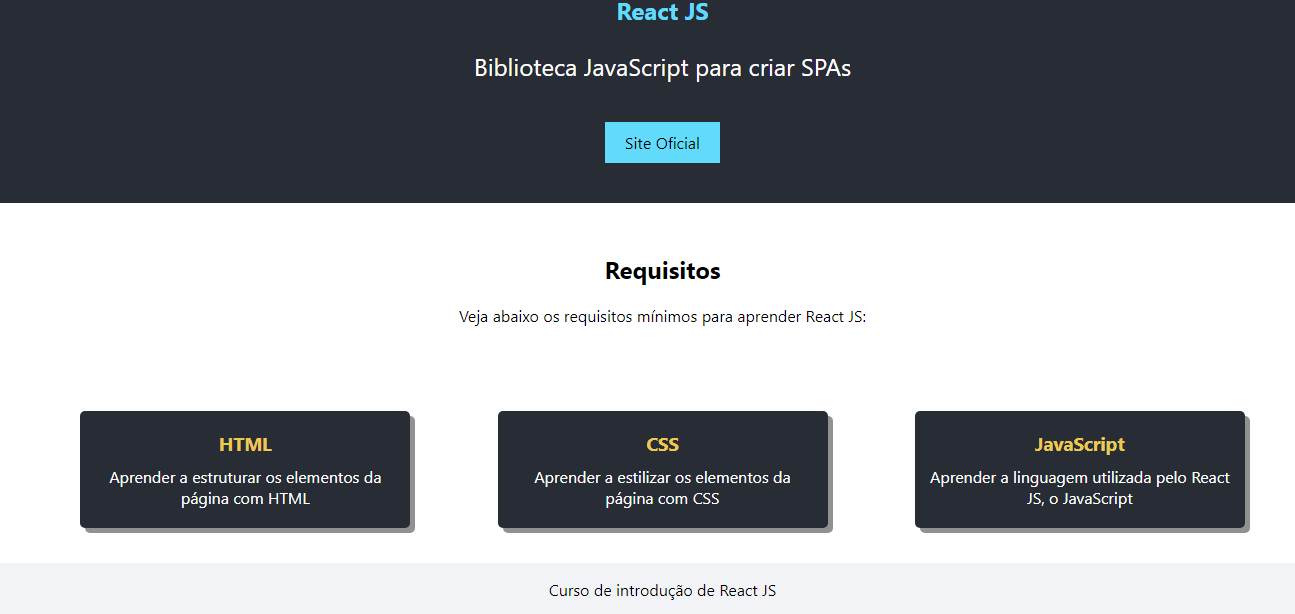 React JS
Biblioteca JavaScript para criar SPAs
Site Oficial
Requisitos
Veja abaixo os requisitos mínimos para aprender React JS:
HTML
Aprender a estruturar os elementos da
página com HTML
CSS
Aprender a estilizar os elementos da
página com CSS
JavaScript
Aprender a linguagem utilizada pelo React
JS, o JavaScript
Curso de introdução de React JS